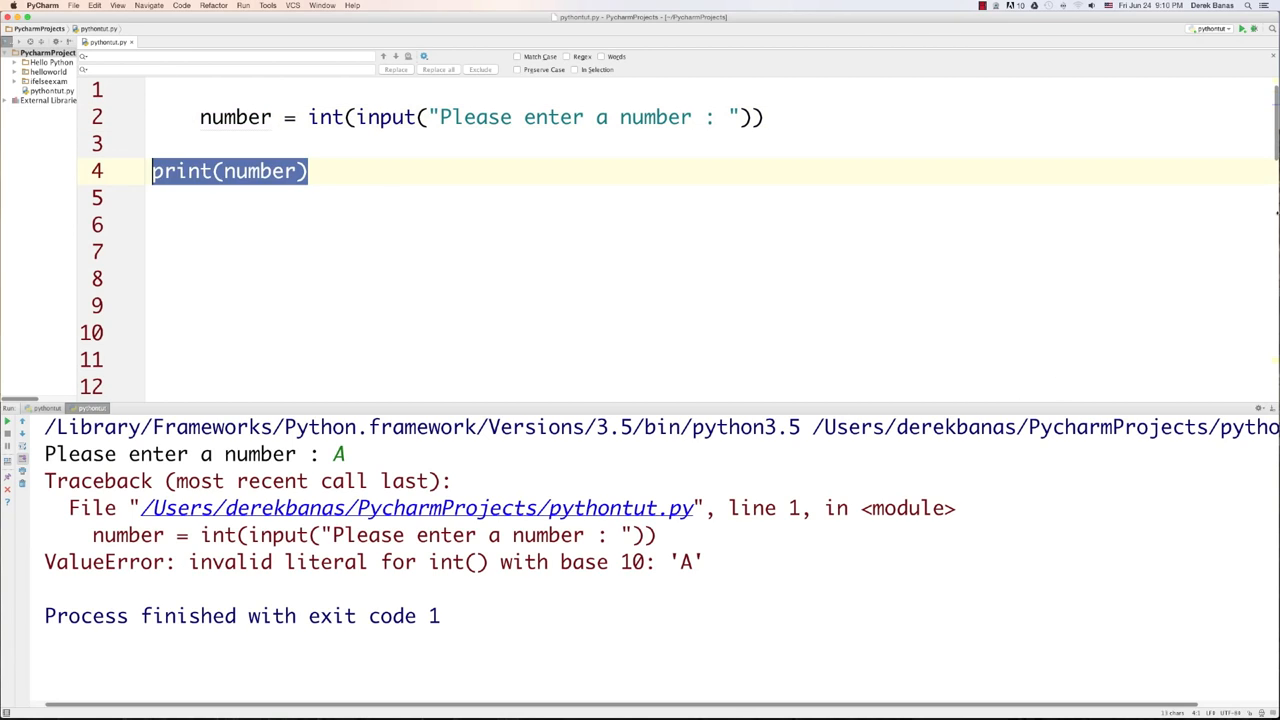 PyCharm File Edit View Navigate Code Refactor Run Tools VCS Window Help 10 Fri Jun 24 9:10 PM Derek Banas
pythontut.py - PycharmProjects - [~/PycharmProjects]
PycharmProjects pythontut.py pythontut
pythontut.py ×
PycharmProject
Match Case Regex Words
Hello Python
helloworld
Replace Replace all Exclude Preserve Case In Selection
ifelseexam
pythontut.py
External Librarie
1
2 number = int(input("Please enter a number : "))
3
4 print(number)
5
6
7
8
9
10
11
12
Run: pythontut pythontut
/Library/Frameworks/Python.framework/Versions/3.5/bin/python3.5 /Users/derekbanas/PycharmProjects/pytho
Please enter a number : A
Traceback (most recent call last):
File "/Users/derekbanas/PycharmProjects/pythontut.py", line 1, in <module>
number = int(input("Please enter a number : "))
ValueError: invalid literal for int() with base 10: 'A'
Process finished with exit code 1
13 chars 4:1 LF÷ UTF-8÷